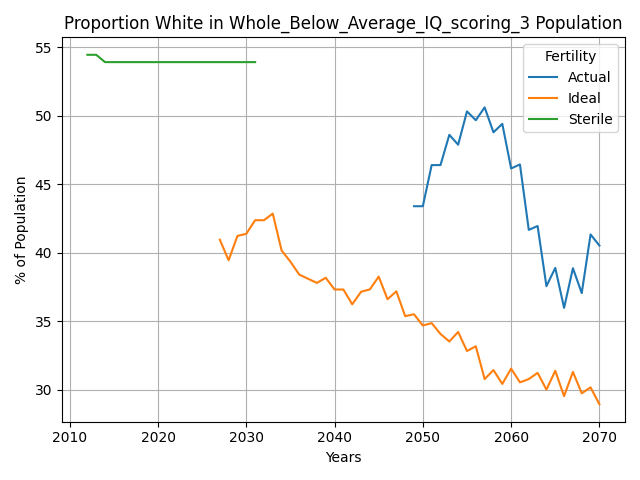 Proportion White in Whole_Below_Average_IQ_scoring_3 Population
55
50
45
40
35
30
% of Population
Fertility
Actual
Ideal
Sterile
2010 2020 2030 2040 2050 2060 2070
Years